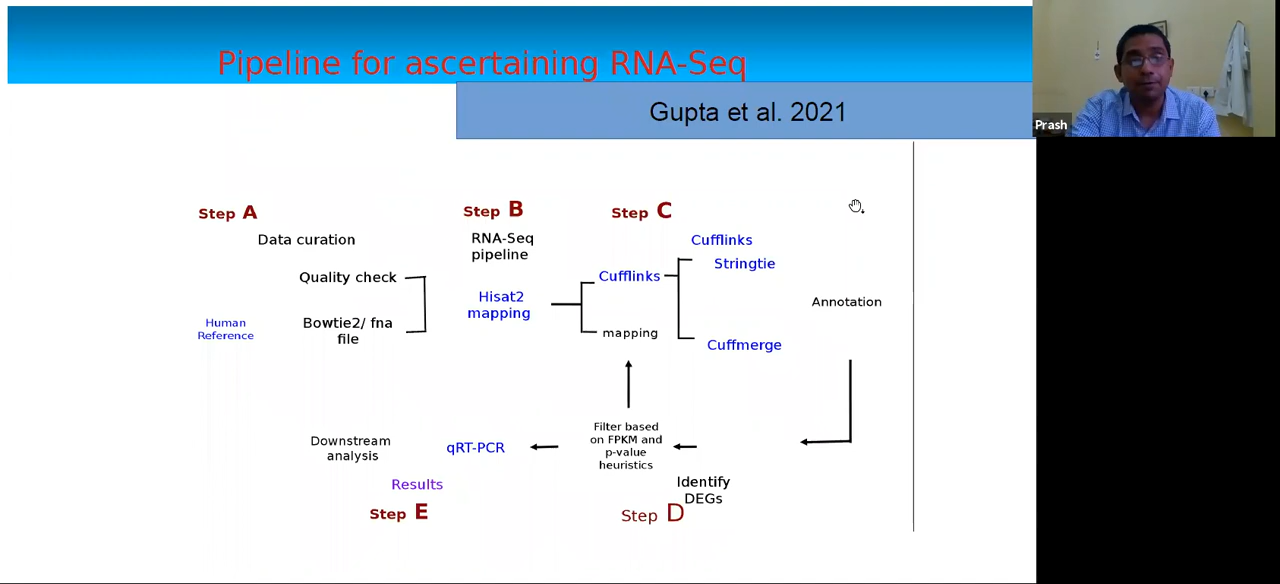 Pipeline for ascertaining RNA-Seq
Gupta et al. 2021
Prash
Step A
Data curation
Quality check
Bowtie2/ fna
file
Human
Reference
Step B
RNA-Seq
pipeline
Hisat2
mapping
Step C
Cufflinks
mapping
Cufflinks
Stringtie
Cuffmerge
Annotation
Identify
DEGs
Step D
Filter based
on FPKM and
p-value
heuristics
qRT-PCR
Downstream
analysis
Results
Step E